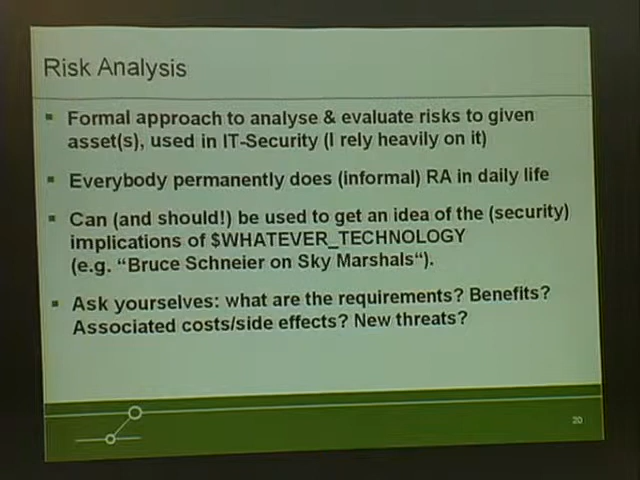 Risk Analysis
Formal approach to analyse & evaluate risks to given
asset(s), used in IT-Security (I rely heavily on it)
Everybody permanently does (informal) RA in daily life
Can (and should!) be used to get an idea of the (security)
implications of $WHATEVER_TECHNOLOGY
(e.g. “Bruce Schneier on Sky Marshals“).
Ask yourselves: what are the requirements? Benefits?
Associated costs/side effects? New threats?
20